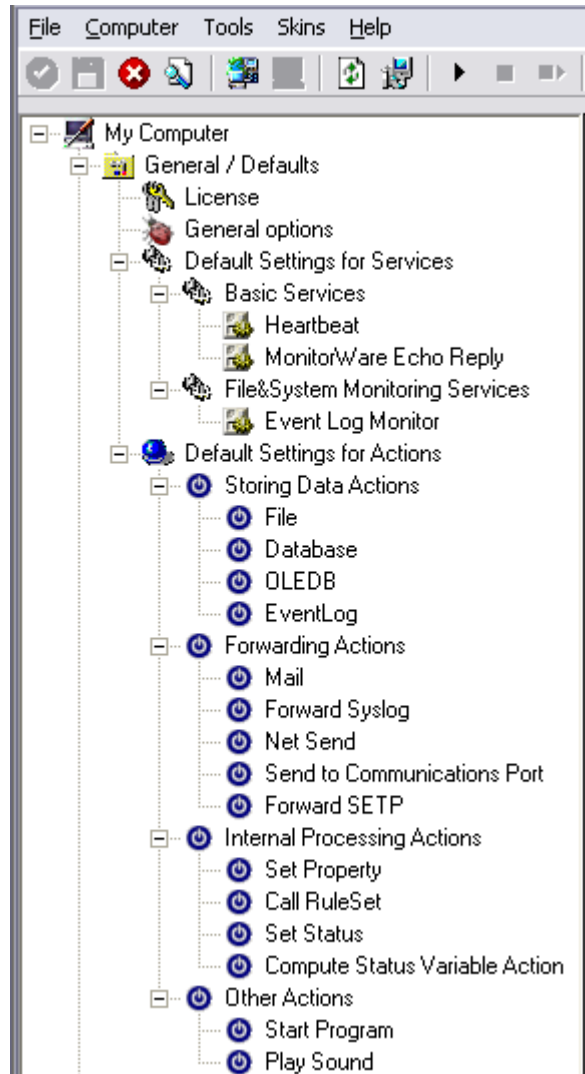 File Computer Tools Skins Help
My Computer
General / Defaults
License
General options
Default Settings for Services
Basic Services
Heartbeat
MonitorWare Echo Reply
File&System Monitoring Services
Event Log Monitor
Default Settings for Actions
Storing Data Actions
File
Database
OLEDB
EventLog
Forwarding Actions
Mail
Forward Syslog
Net Send
Send to Communications Port
Forward SETP
Internal Processing Actions
Set Property
Call RuleSet
Set Status
Compute Status Variable Action
Other Actions
Start Program
Play Sound